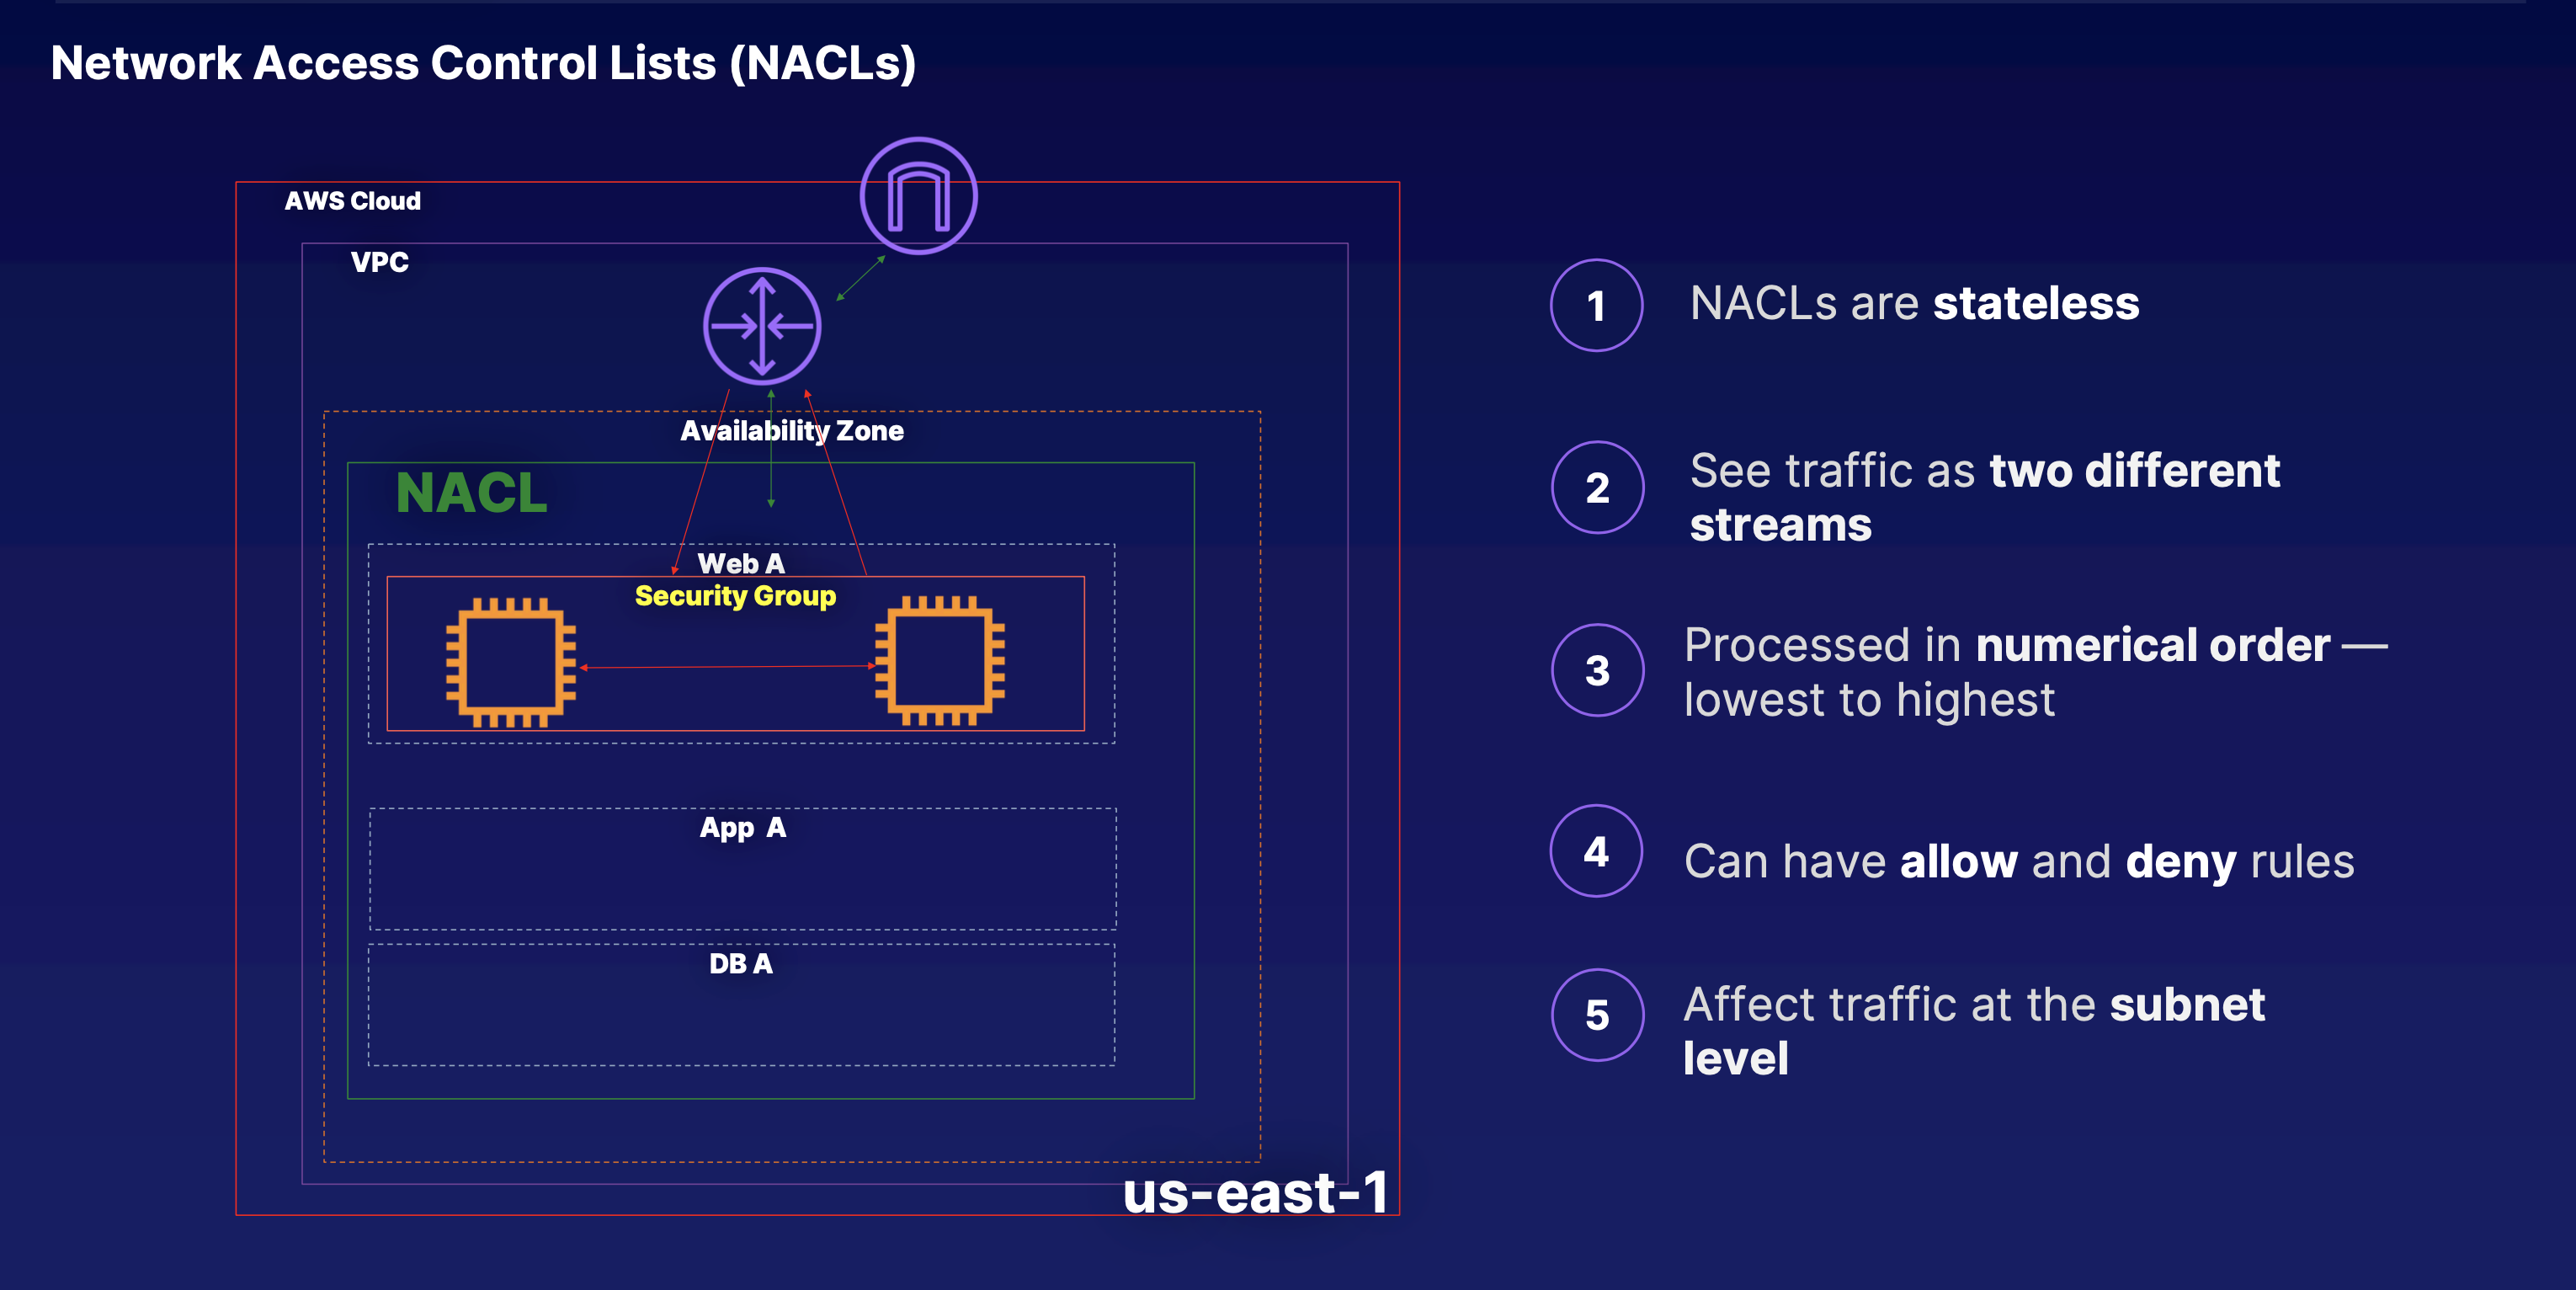 Network Access Control Lists (NACLs)
AWS Cloud
VPC
Availability Zone
NACL
Web A
Security Group
App A
DB A
us-east-1
1
NACLs are stateless
2
See traffic as two different
streams
3
Processed in numerical order —
lowest to highest
4
Can have allow and deny rules
5
Affect traffic at the subnet
level